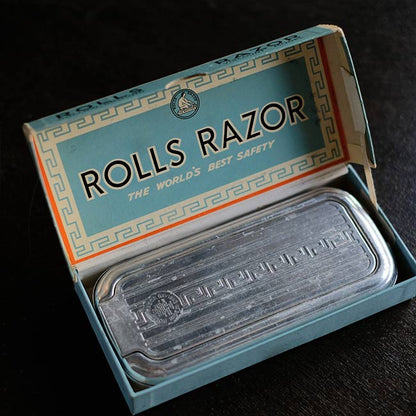 ROLLS RAZOR
ROLLS RAZOR
THE WORLD'S BEST SAFETY